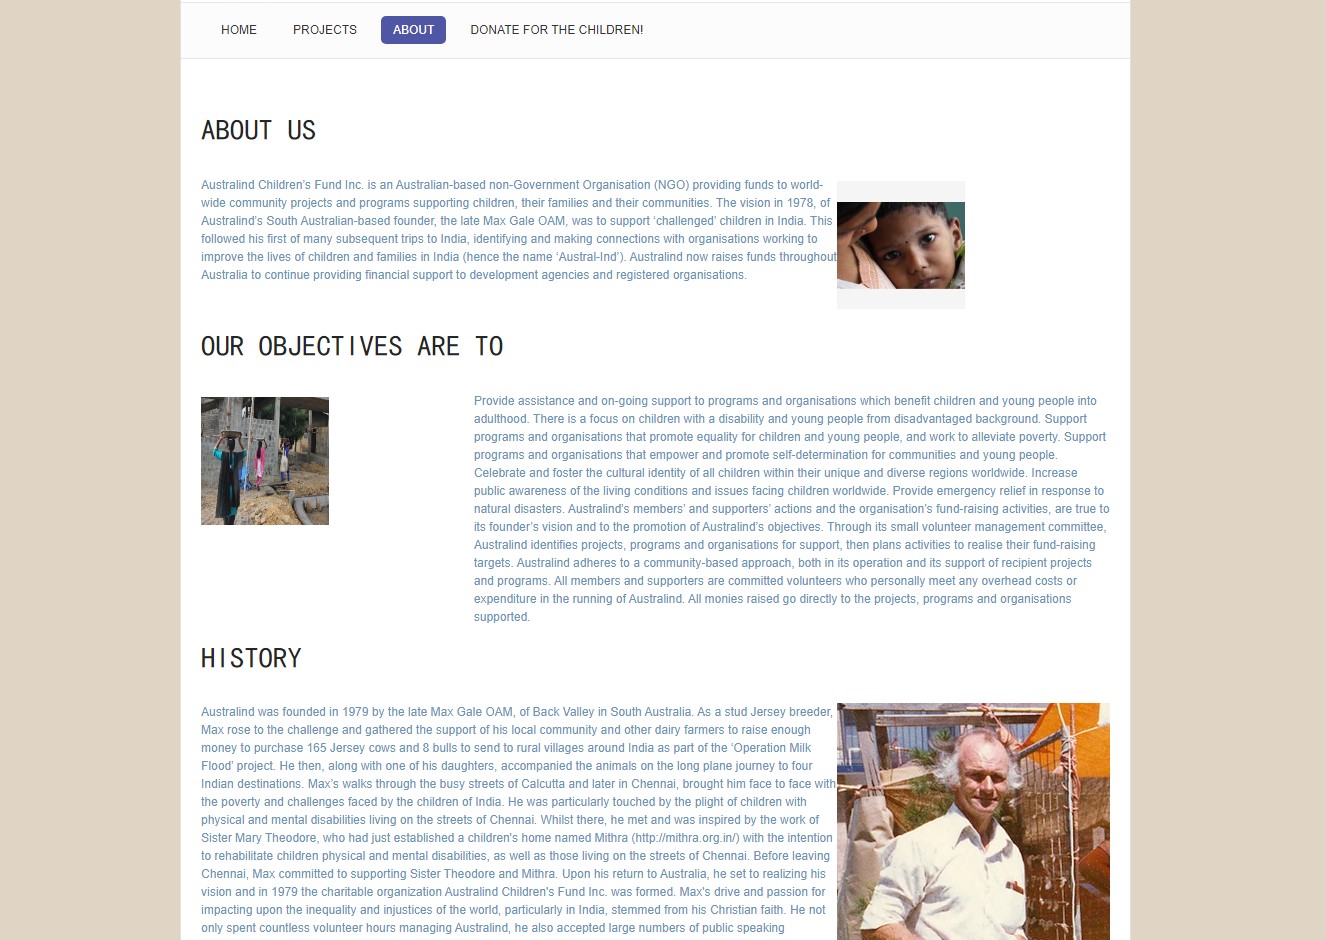 HOME PROJECTS ABOUT DONATE FOR THE CHILDREN!
ABOUT US
Australind Children’s Fund Inc. is an Australian-based non-Government Organisation (NGO) providing funds to world-
wide community projects and programs supporting children, their families and their communities. The vision in 1978, of
Australind’s South Australian-based founder, the late Max Gale OAM, was to support ‘challenged’ children in India. This
followed his first of many subsequent trips to India, identifying and making connections with organisations working to
improve the lives of children and families in India (hence the name ‘Austral-Ind’). Australind now raises funds throughout
Australia to continue providing financial support to development agencies and registered organisations.
OUR OBJECTIVES ARE TO
Provide assistance and on-going support to programs and organisations which benefit children and young people into
adulthood. There is a focus on children with a disability and young people from disadvantaged background. Support
programs and organisations that promote equality for children and young people, and work to alleviate poverty. Support
programs and organisations that empower and promote self-determination for communities and young people.
Celebrate and foster the cultural identity of all children within their unique and diverse regions worldwide. Increase
public awareness of the living conditions and issues facing children worldwide. Provide emergency relief in response to
natural disasters. Australind’s members’ and supporters’ actions and the organisation’s fund-raising activities, are true to
its founder’s vision and to the promotion of Australind’s objectives. Through its small volunteer management committee,
Australind identifies projects, programs and organisations for support, then plans activities to realise their fund-raising
targets. Australind adheres to a community-based approach, both in its operation and its support of recipient projects
and programs. All members and supporters are committed volunteers who personally meet any overhead costs or
expenditure in the running of Australind. All monies raised go directly to the projects, programs and organisations
supported.
HISTORY
Australind was founded in 1979 by the late Max Gale OAM, of Back Valley in South Australia. As a stud Jersey breeder,
Max rose to the challenge and gathered the support of his local community and other dairy farmers to raise enough
money to purchase 165 Jersey cows and 8 bulls to send to rural villages around India as part of the ‘Operation Milk
Flood’ project. He then, along with one of his daughters, accompanied the animals on the long plane journey to four
Indian destinations. Max’s walks through the busy streets of Calcutta and later in Chennai, brought him face to face with
the poverty and challenges faced by the children of India. He was particularly touched by the plight of children with
physical and mental disabilities living on the streets of Chennai. Whilst there, he met and was inspired by the work of
Sister Mary Theodore, who had just established a children's home named Mithra (http://mithra.org.in/) with the intention
to rehabilitate children physical and mental disabilities, as well as those living on the streets of Chennai. Before leaving
Chennai, Max committed to supporting Sister Theodore and Mithra. Upon his return to Australia, he set to realizing his
vision and in 1979 the charitable organization Australind Children's Fund Inc. was formed. Max's drive and passion for
impacting upon the inequality and injustices of the world, particularly in India, stemmed from his Christian faith. He not
only spent countless volunteer hours managing Australind, he also accepted large numbers of public speaking